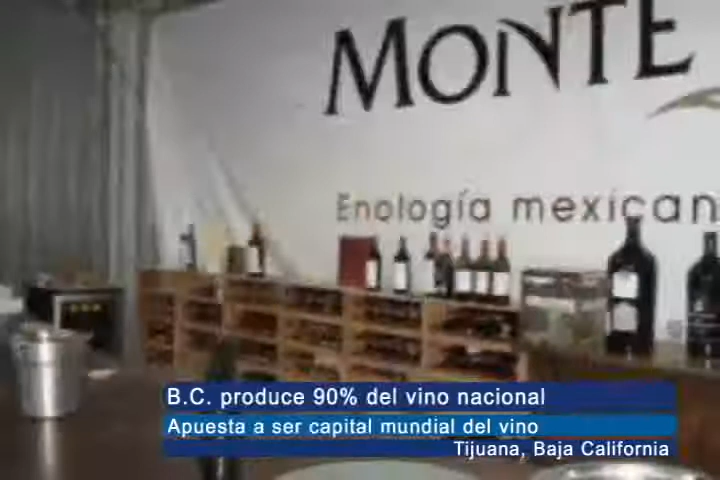 MONTE
Enología mexican
B.C. produce 90% del vino nacional
Apuesta a ser capital mundial del vino
Tijuana, Baja California